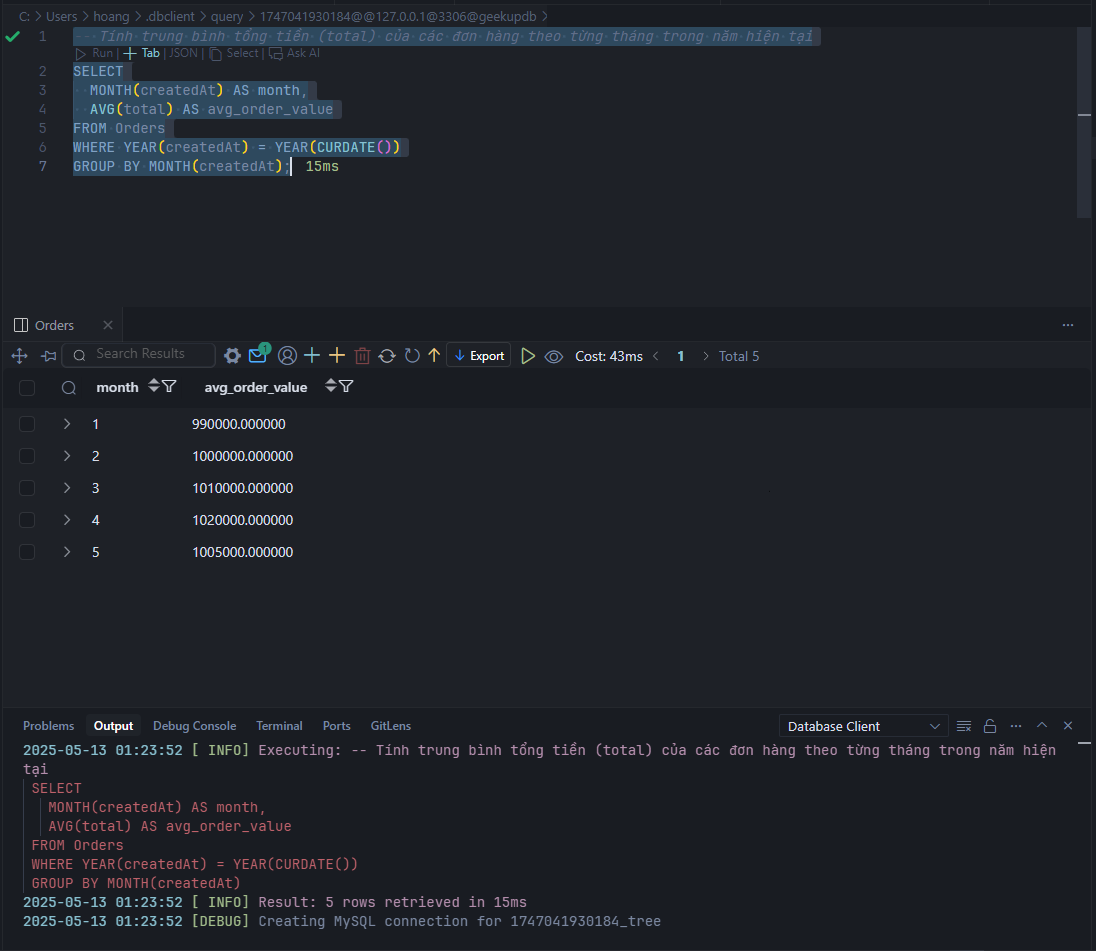 C: > Users > hoang > .dbclient > query > 1747041930184@@127.0.0.1@3306@geekupdb >
1 -- Tính trung bình tổng tiền (total) của các đơn hàng theo từng tháng trong năm hiện tại
Run | Tab | JSON | Select | Ask AI
2 SELECT
3 MONTH(createdAt) AS month,
4 AVG(total) AS avg_order_value
5 FROM Orders
6 WHERE YEAR(createdAt) = YEAR(CURDATE())
7 GROUP BY MONTH(createdAt); 15ms
Orders
Search Results 1 Export Cost: 43ms < 1 > Total 5
month avg_order_value
1 990000.000000
2 1000000.000000
3 1010000.000000
4 1020000.000000
5 1005000.000000
Problems Output Debug Console Terminal Ports GitLens Database Client
2025-05-13 01:23:52 [ INFO] Executing: -- Tính trung bình tổng tiền (total) của các đơn hàng theo từng tháng trong năm hiện
tại
SELECT
MONTH(createdAt) AS month,
AVG(total) AS avg_order_value
FROM Orders
WHERE YEAR(createdAt) = YEAR(CURDATE())
GROUP BY MONTH(createdAt)
2025-05-13 01:23:52 [ INFO] Result: 5 rows retrieved in 15ms
2025-05-13 01:23:52 [DEBUG] Creating MySQL connection for 1747041930184_tree